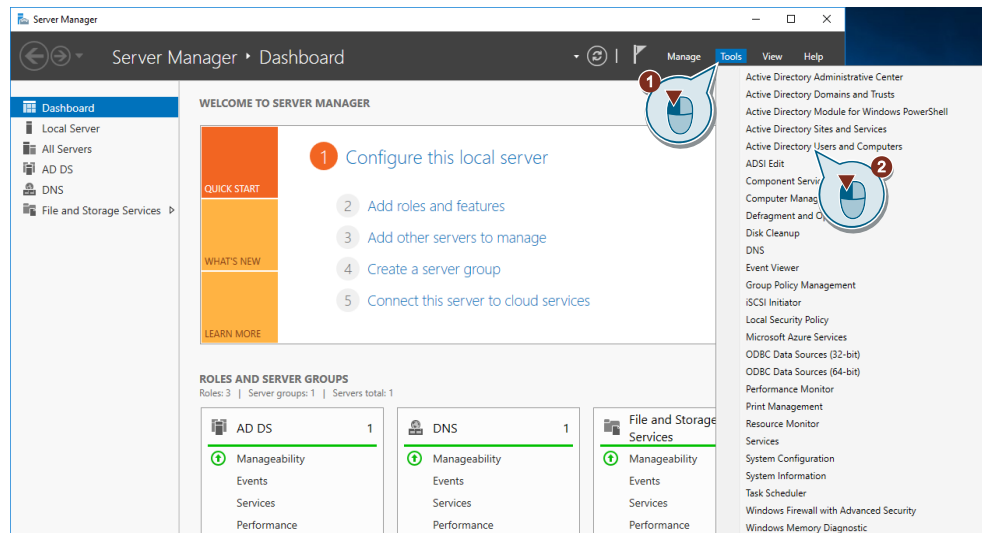 Server Manager
Server Manager ‣ Dashboard
Manage Tools View Help
Dashboard
Local Server
All Servers
AD DS
DNS
File and Storage Services
WELCOME TO SERVER MANAGER
QUICK START
WHAT'S NEW
LEARN MORE
1 Configure this local server
2 Add roles and features
3 Add other servers to manage
4 Create a server group
5 Connect this server to cloud services
ROLES AND SERVER GROUPS
Roles: 3 | Server groups: 1 | Servers total: 1
AD DS 1
Manageability
Events
Services
Performance
DNS 1
Manageability
Events
Services
Performance
File and Storage
Services
Manageability
Events
Services
Performance
1
Active Directory Administrative Center
Active Directory Domains and Trusts
Active Directory Module for Windows PowerShell
Active Directory Sites and Services
Active Directory Users and Computers
2
ADSI Edit
Component
Computer
Defragment and
Disk Cleanup
DNS
Event Viewer
Group Policy Management
iSCSI Initiator
Local Security Policy
Microsoft Azure Services
ODBC Data Sources (32-bit)
ODBC Data Sources (64-bit)
Performance Monitor
Print Management
Resource Monitor
Services
System Configuration
System Information
Task Scheduler
Windows Firewall with Advanced Security
Windows Memory Diagnostic